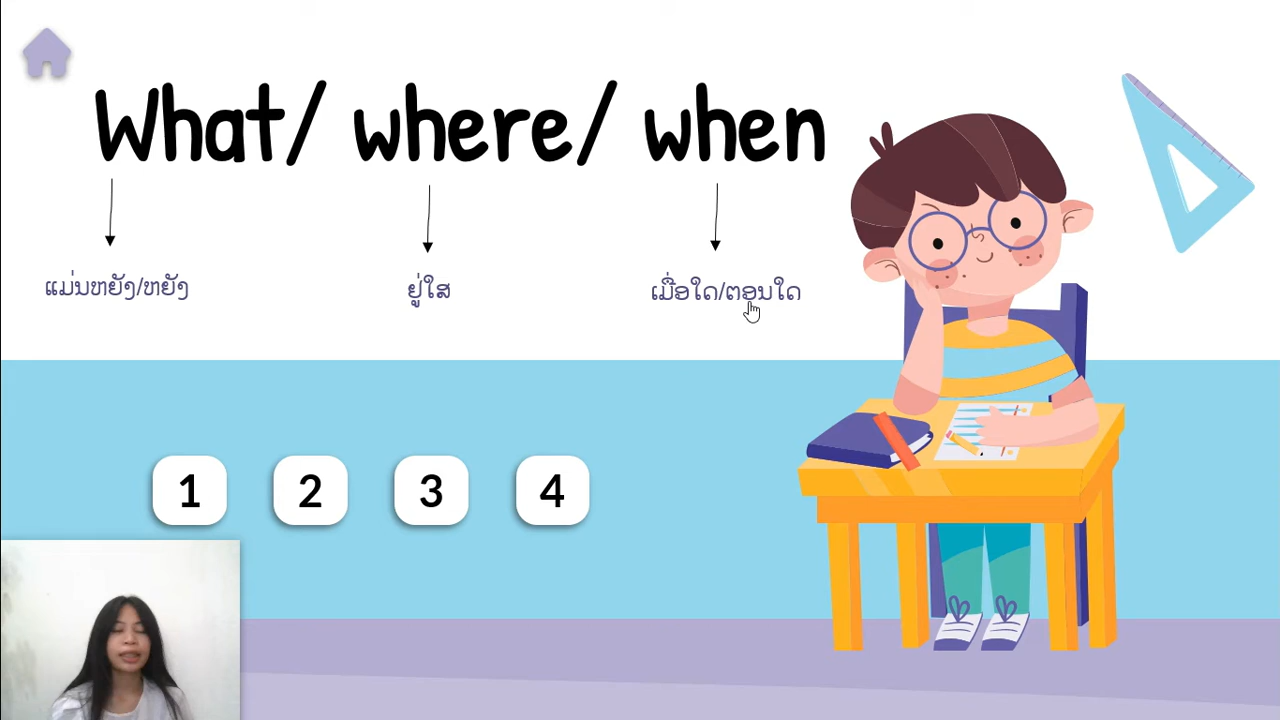 What/ where/ when
ແມ່ນຫຍັງ/ຫຍັງ
ຢູ່ໃສ
ເມື່ອໃດ/ຕອນໃດ
1 2 3 4